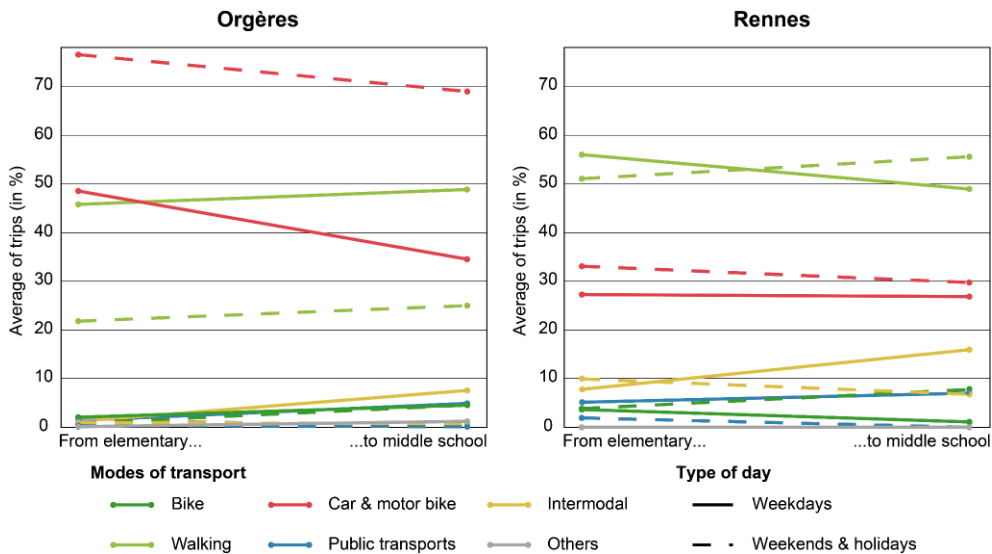 Orgères
Rennes
Average of trips (in %)
70
60
50
40
30
20
10
0
From elementary...
...to middle school
Average of trips (in %)
70
60
50
40
30
20
10
0
From elementary...
...to middle school
Modes of transport
Type of day
Bike
Car & motor bike
Intermodal
Weekdays
Walking
Public transports
Others
Weekends & holidays